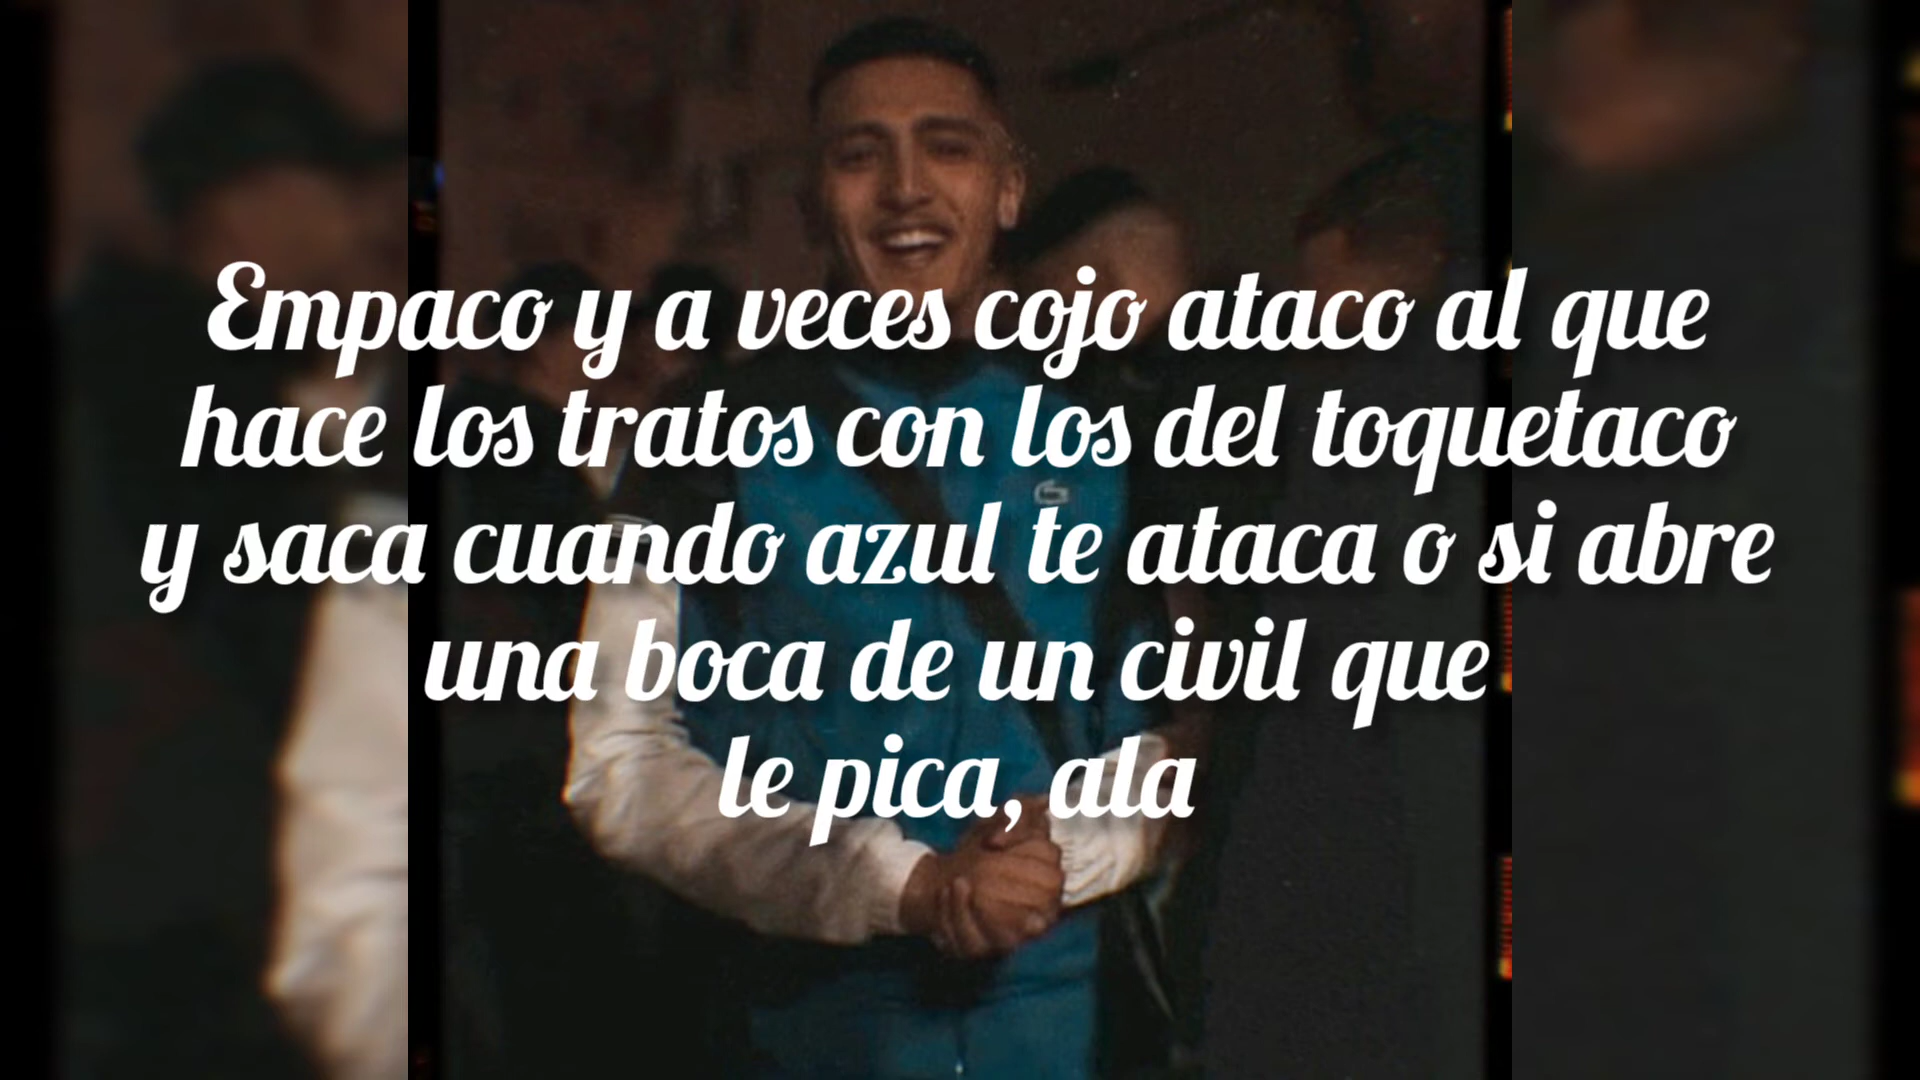 Empaco y a veces cojo ataco al que
hace los tratos con los del toquetaco
y saca cuando azul te ataca o si abre
una boca de un civil que
le pica, ala